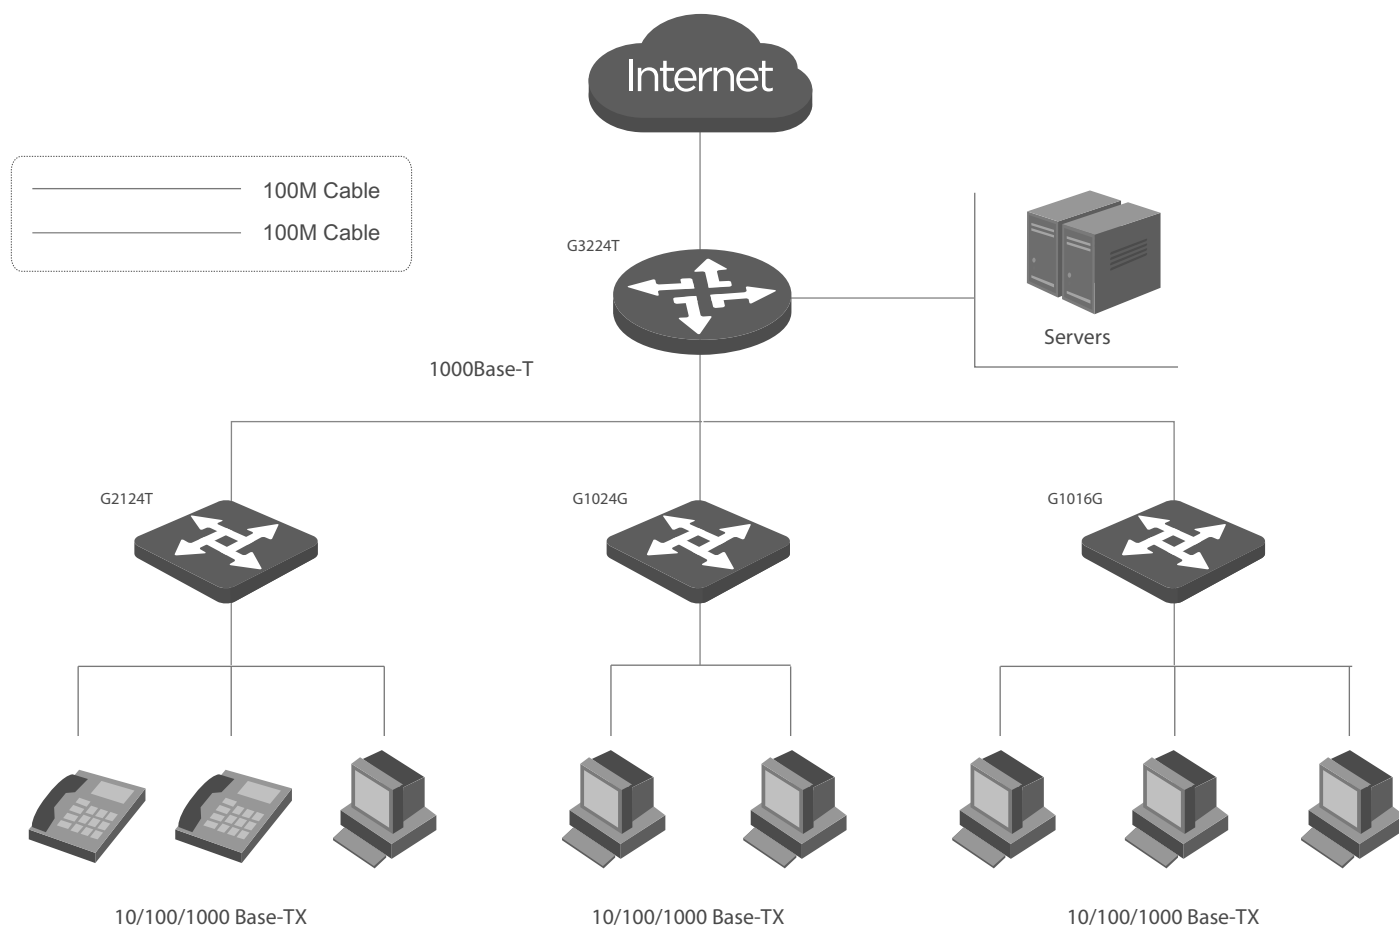 Internet
100M Cable
100M Cable
G3224T
Servers
1000Base-T
G2124T
G1024G
G1016G
10/100/1000 Base-TX
10/100/1000 Base-TX
10/100/1000 Base-TX